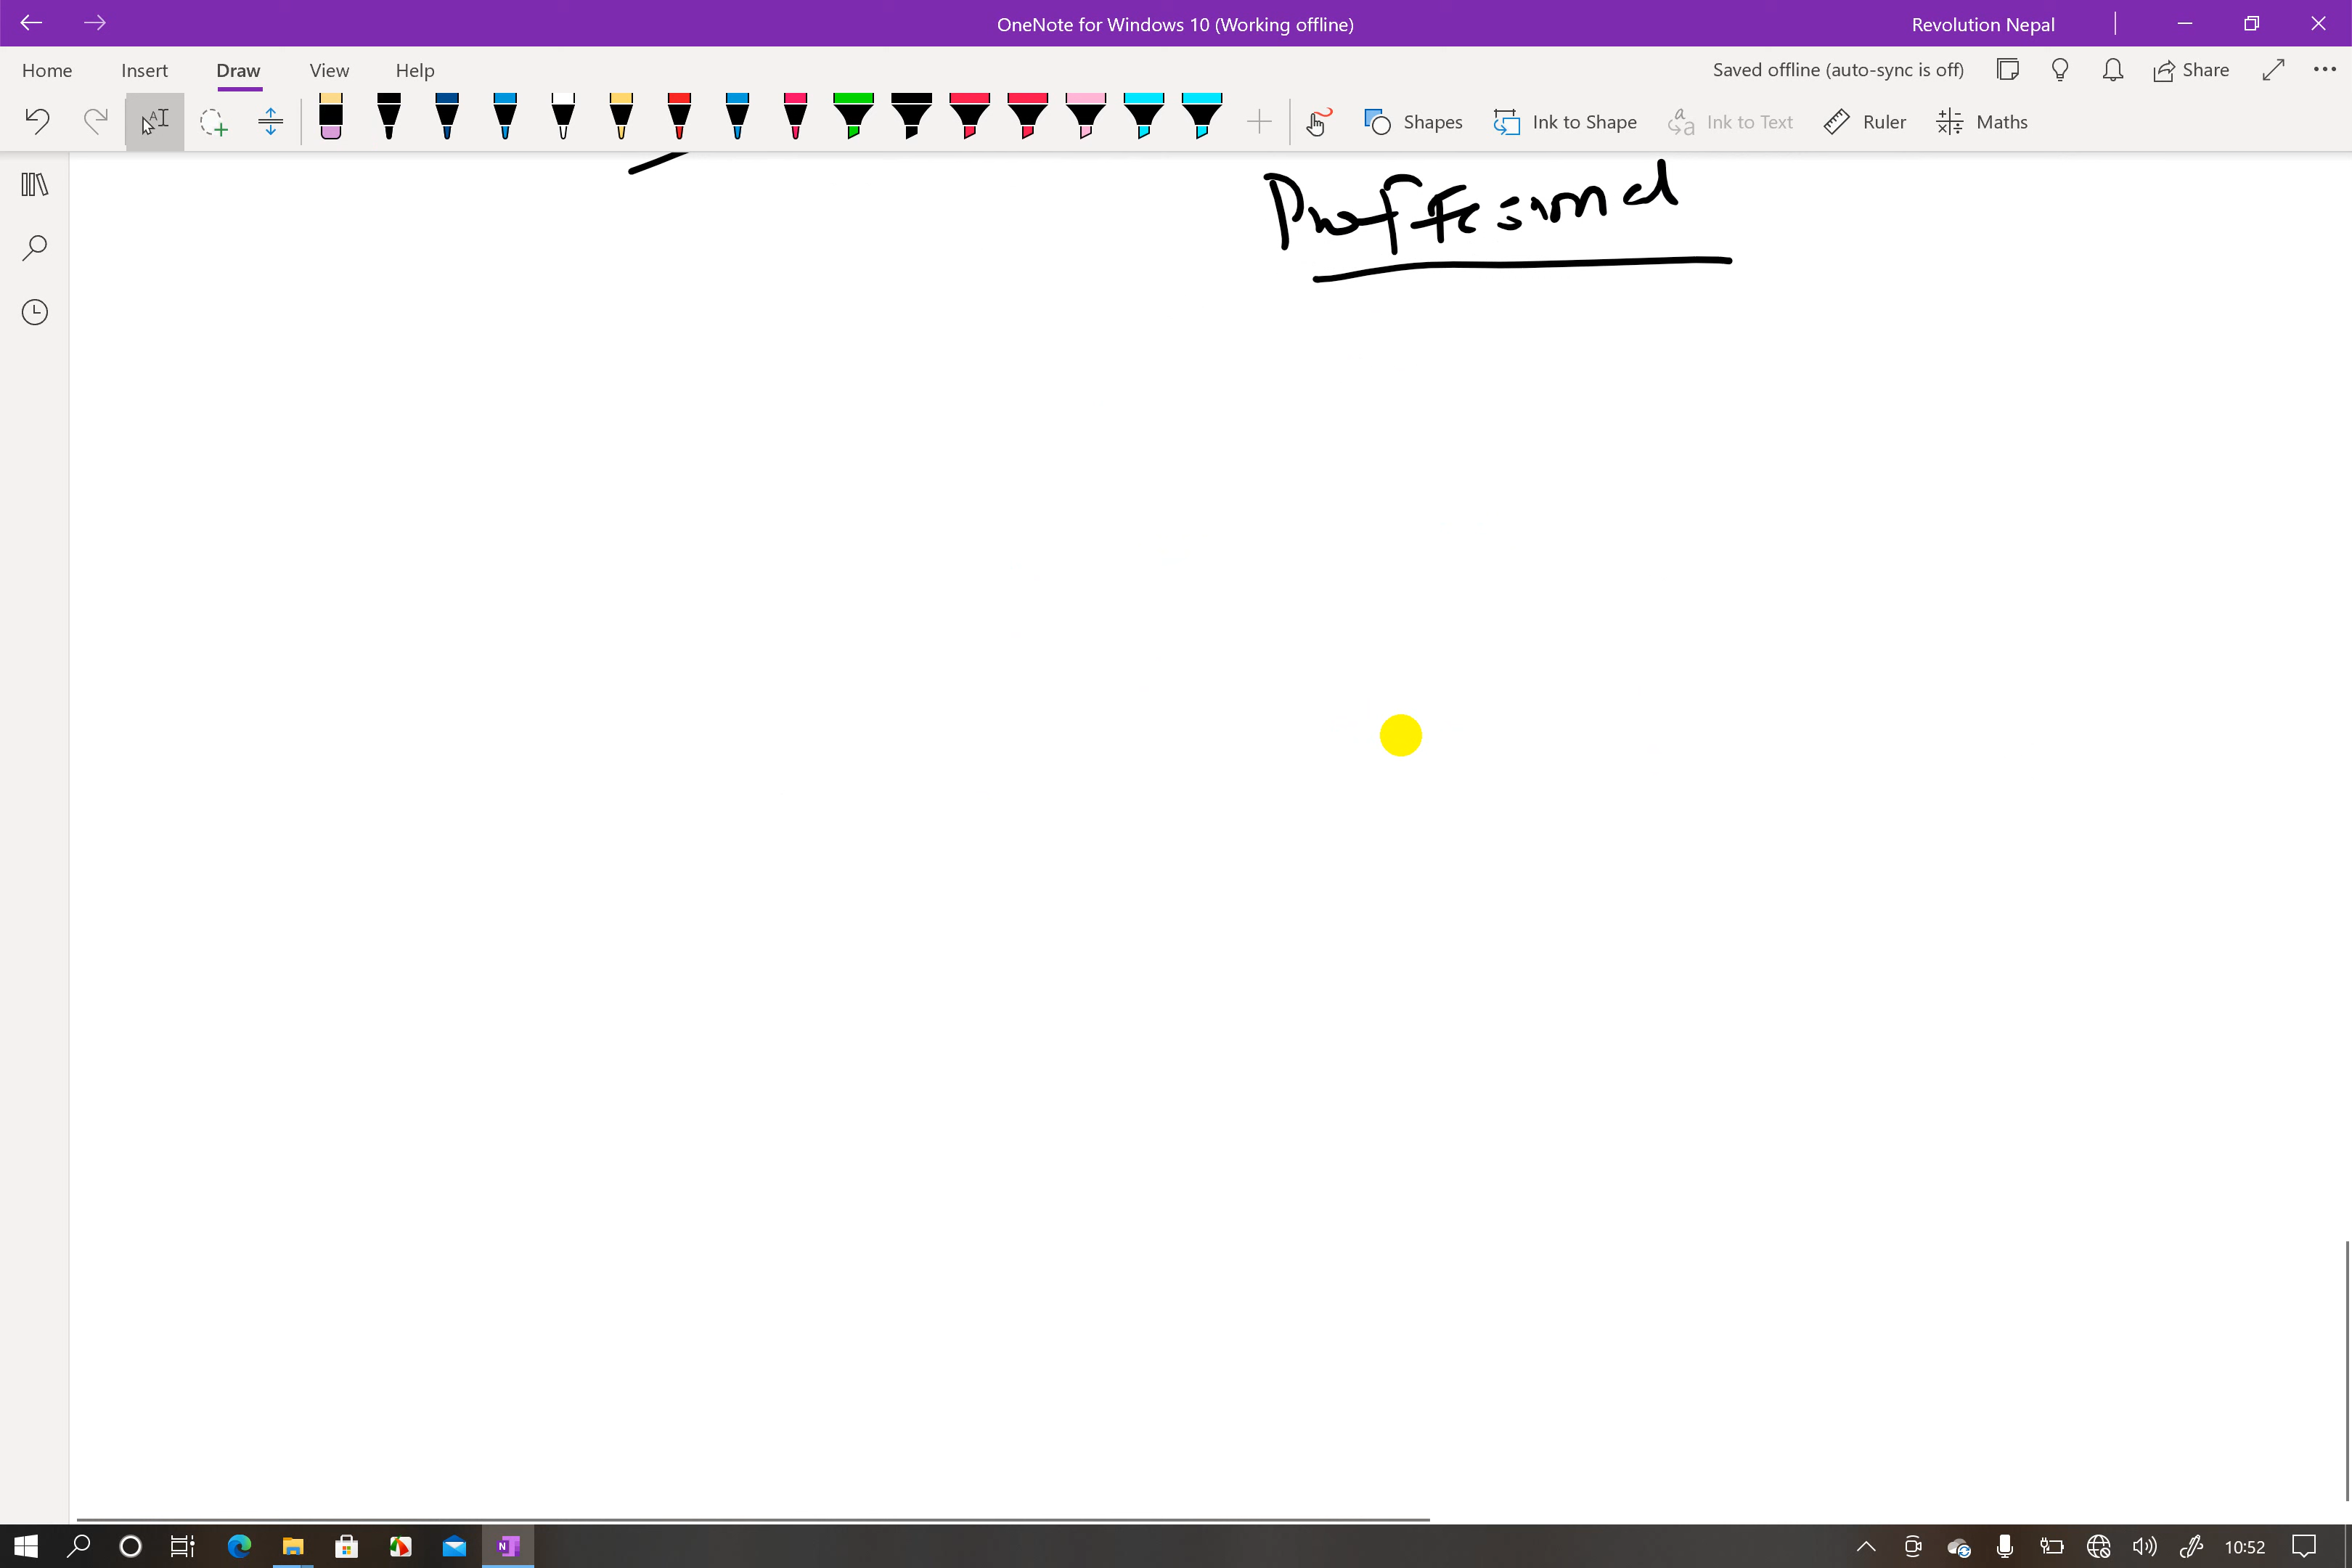 OneNote for Windows 10 (Working offline)
Revolution Nepal
Home Insert Draw View Help
Saved offline (auto-sync is off)
Share
Shapes
Ink to Shape
Ink to Text
Ruler
Maths
Proffesional
10:52